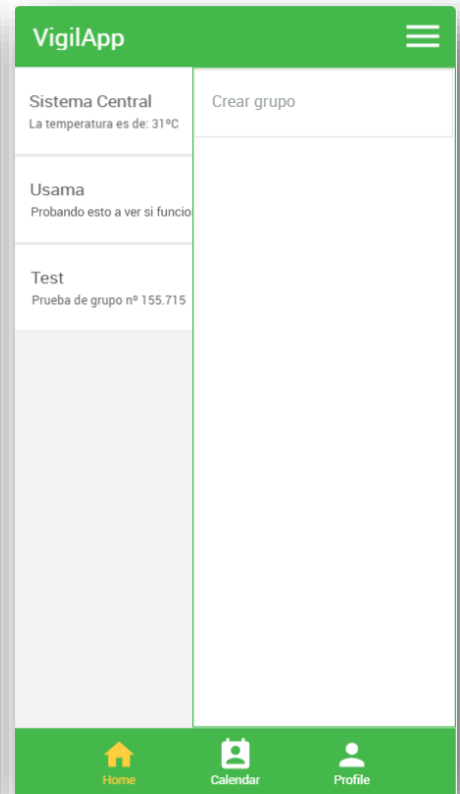 VigilApp
Sistema Central
La temperatura es de: 31ºC
Usama
Probando esto a ver si funcio
Test
Prueba de grupo nº 155.715
Crear grupo
Home
Calendar
Profile